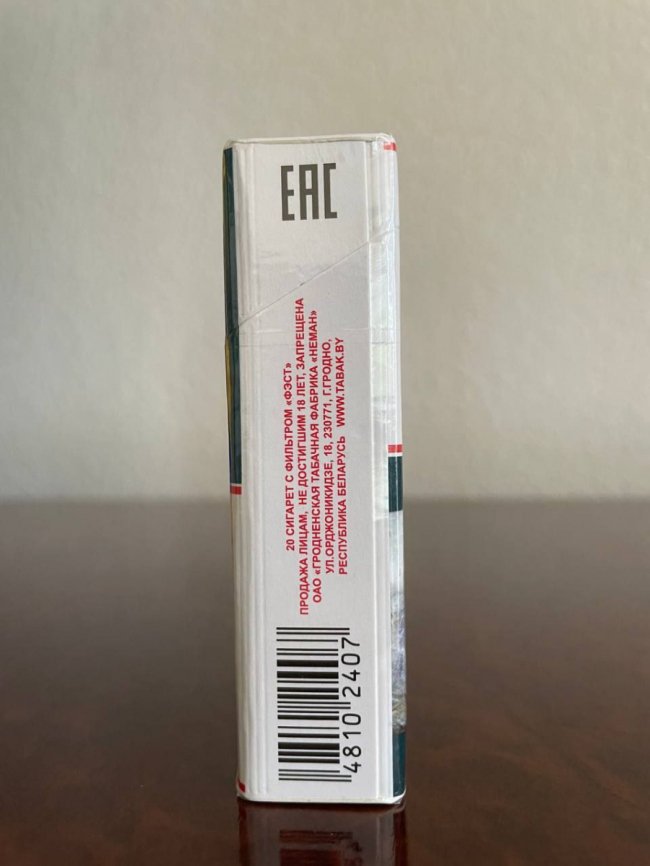 EAC
20 СИГАРЕТ С ФИЛЬТРОМ «ФЭСТ»
ПРОДАЖА ЛИЦАМ, НЕ ДОСТИГШИМ 18 ЛЕТ, ЗАПРЕЩЕНА
ОАО «ГРОДНЕНСКАЯ ТАБАЧНАЯ ФАБРИКА «НЕМАН»
УЛ.ОРДЖОНИКИДЗЕ, 18, 230771, Г.ГРОДНО,
РЕСПУБЛИКА БЕЛАРУСЬ WWW.TABAK.BY
4810 2407